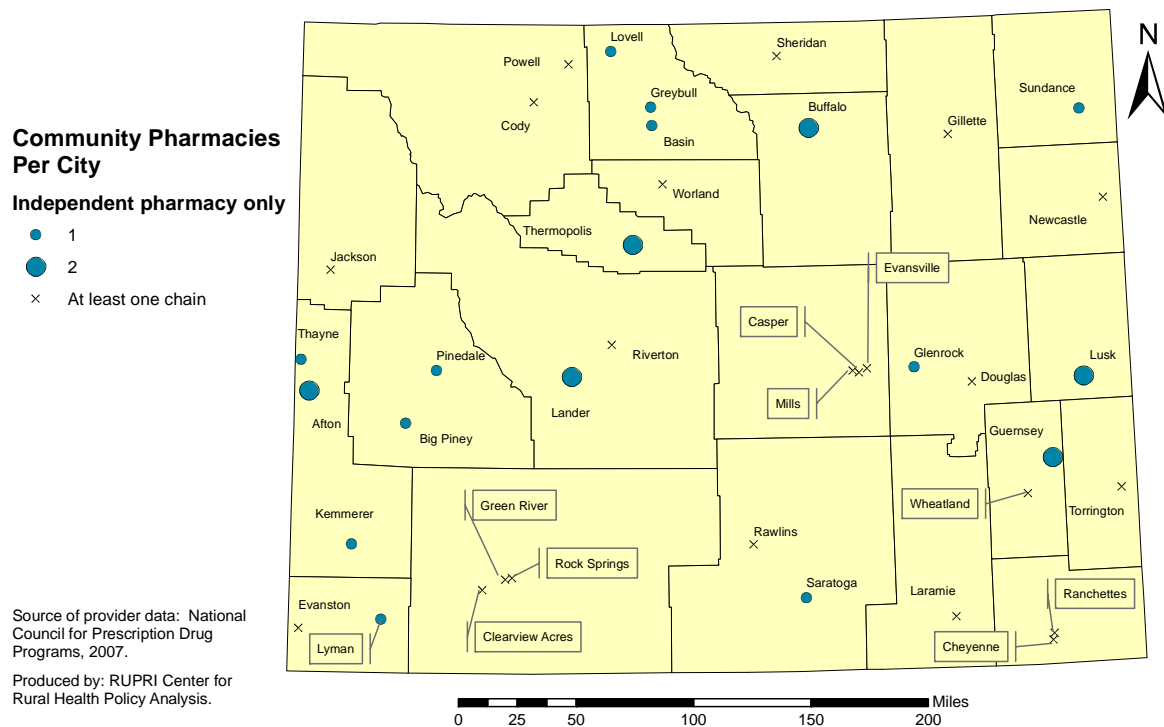 Community Pharmacies
Per City
Independent pharmacy only
1
2
At least one chain
Source of provider data: National
Council for Prescription Drug
Programs, 2007.
Produced by: RUPRI Center for
Rural Health Policy Analysis.
N
Lovell
Sheridan
Powell
Greybull
Sundance
Buffalo
Cody
Gillette
Basin
Worland
Newcastle
Thermopolis
Jackson
Evansville
Casper
Thayne
Pinedale
Riverton
Glenrock
Lusk
Douglas
Mills
Lander
Afton
Big Piney
Guernsey
Green River
Wheatland
Kemmerer
Torrington
Rawlins
Rock Springs
Saratoga
Laramie
Ranchettes
Evanston
Clearview Acres
Lyman
Cheyenne
Miles
0 25 50 100 150 200